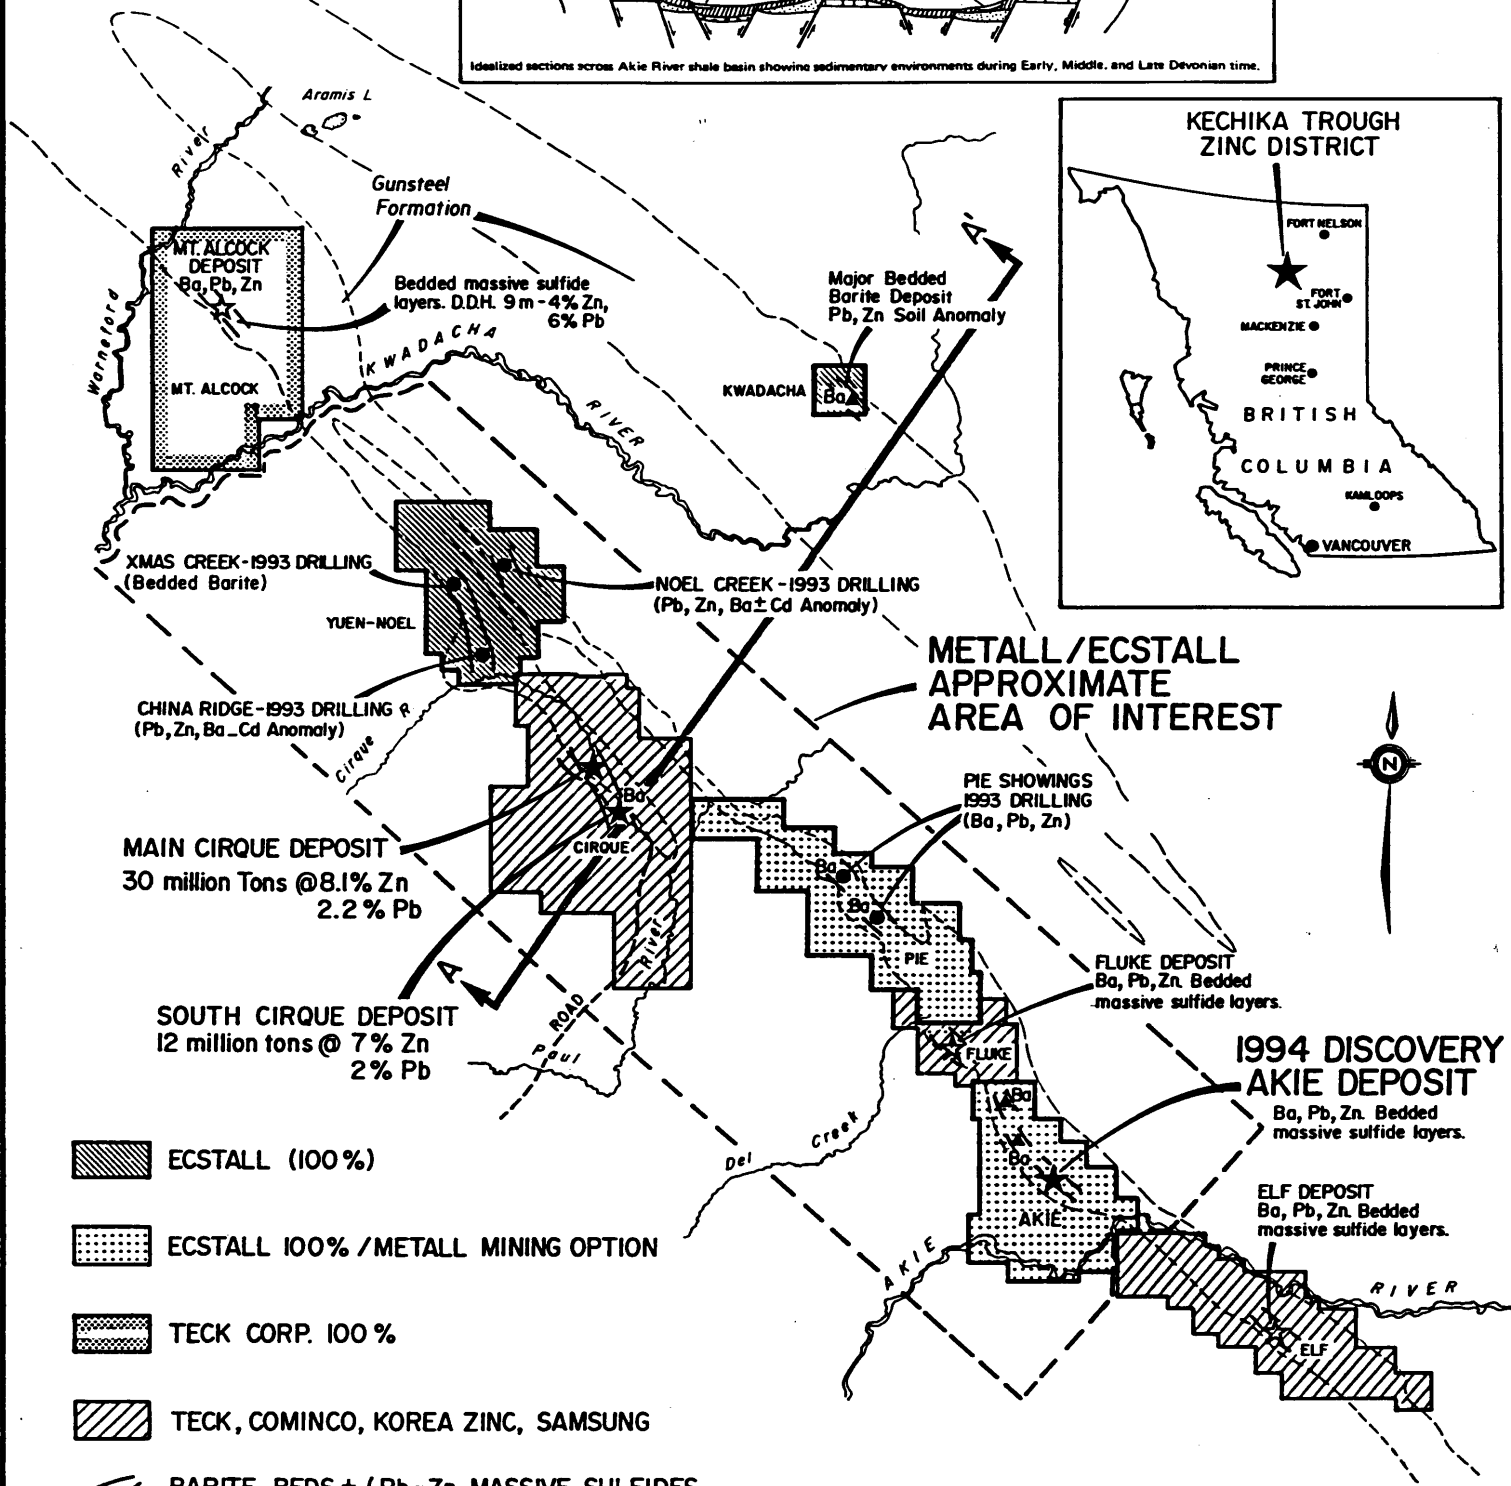 Idealized sections across Akie River shale basin showing sedimentary environments during Early, Middle, and Late Devonian time.
KECHIKA TROUGH
ZINC DISTRICT
FORT NELSON
FORT
ST. JOHN
MACKENZIE
PRINCE
GEORGE
BRITISH
COLUMBIA
KAMLOOPS
VANCOUVER
Aramis L
River
Warneford
Gunsteel
Formation
MT. ALCOCK
DEPOSIT
Ba, Pb, Zn
MT. ALCOCK
Bedded massive sulfide
layers. D.D.H. 9m-4% Zn,
6% Pb
KWADACHA
RIVER
A'
Major Bedded
Barite Deposit
Pb, Zn Soil Anomaly
KWADACHA
Ba
XMAS CREEK-1993 DRILLING
(Bedded Barite)
NOEL CREEK-1993 DRILLING
(Pb, Zn, Ba±Cd Anomaly)
YUEN-NOEL
CHINA RIDGE-1993 DRILLING
(Pb, Zn, Ba_Cd Anomaly)
Cirque R
METALL/ECSTALL
APPROXIMATE
AREA OF INTEREST
N
PIE SHOWINGS
1993 DRILLING
(Ba, Pb, Zn)
Ba
CIRQUE
MAIN CIRQUE DEPOSIT
30 million Tons @8.1% Zn
2.2% Pb
Ba
Ba
PIE
River
A
SOUTH CIRQUE DEPOSIT
12 million tons @ 7% Zn
2% Pb
ROAD
Paul
FLUKE DEPOSIT
Ba, Pb, Zn. Bedded
massive sulfide layers.
FLUKE
1994 DISCOVERY
AKIE DEPOSIT
Ba, Pb, Zn. Bedded
massive sulfide layers.
Ba
Ba
AKIE
Del Creek
ELF DEPOSIT
Ba, Pb, Zn. Bedded
massive sulfide layers.
AKIE
RIVER
ELF
ECSTALL (100%)
ECSTALL 100% /METALL MINING OPTION
TECK CORP. 100%
TECK, COMINCO, KOREA ZINC, SAMSUNG
BARITE BEDS ± (Pb-Zn MASSIVE SULFIDES